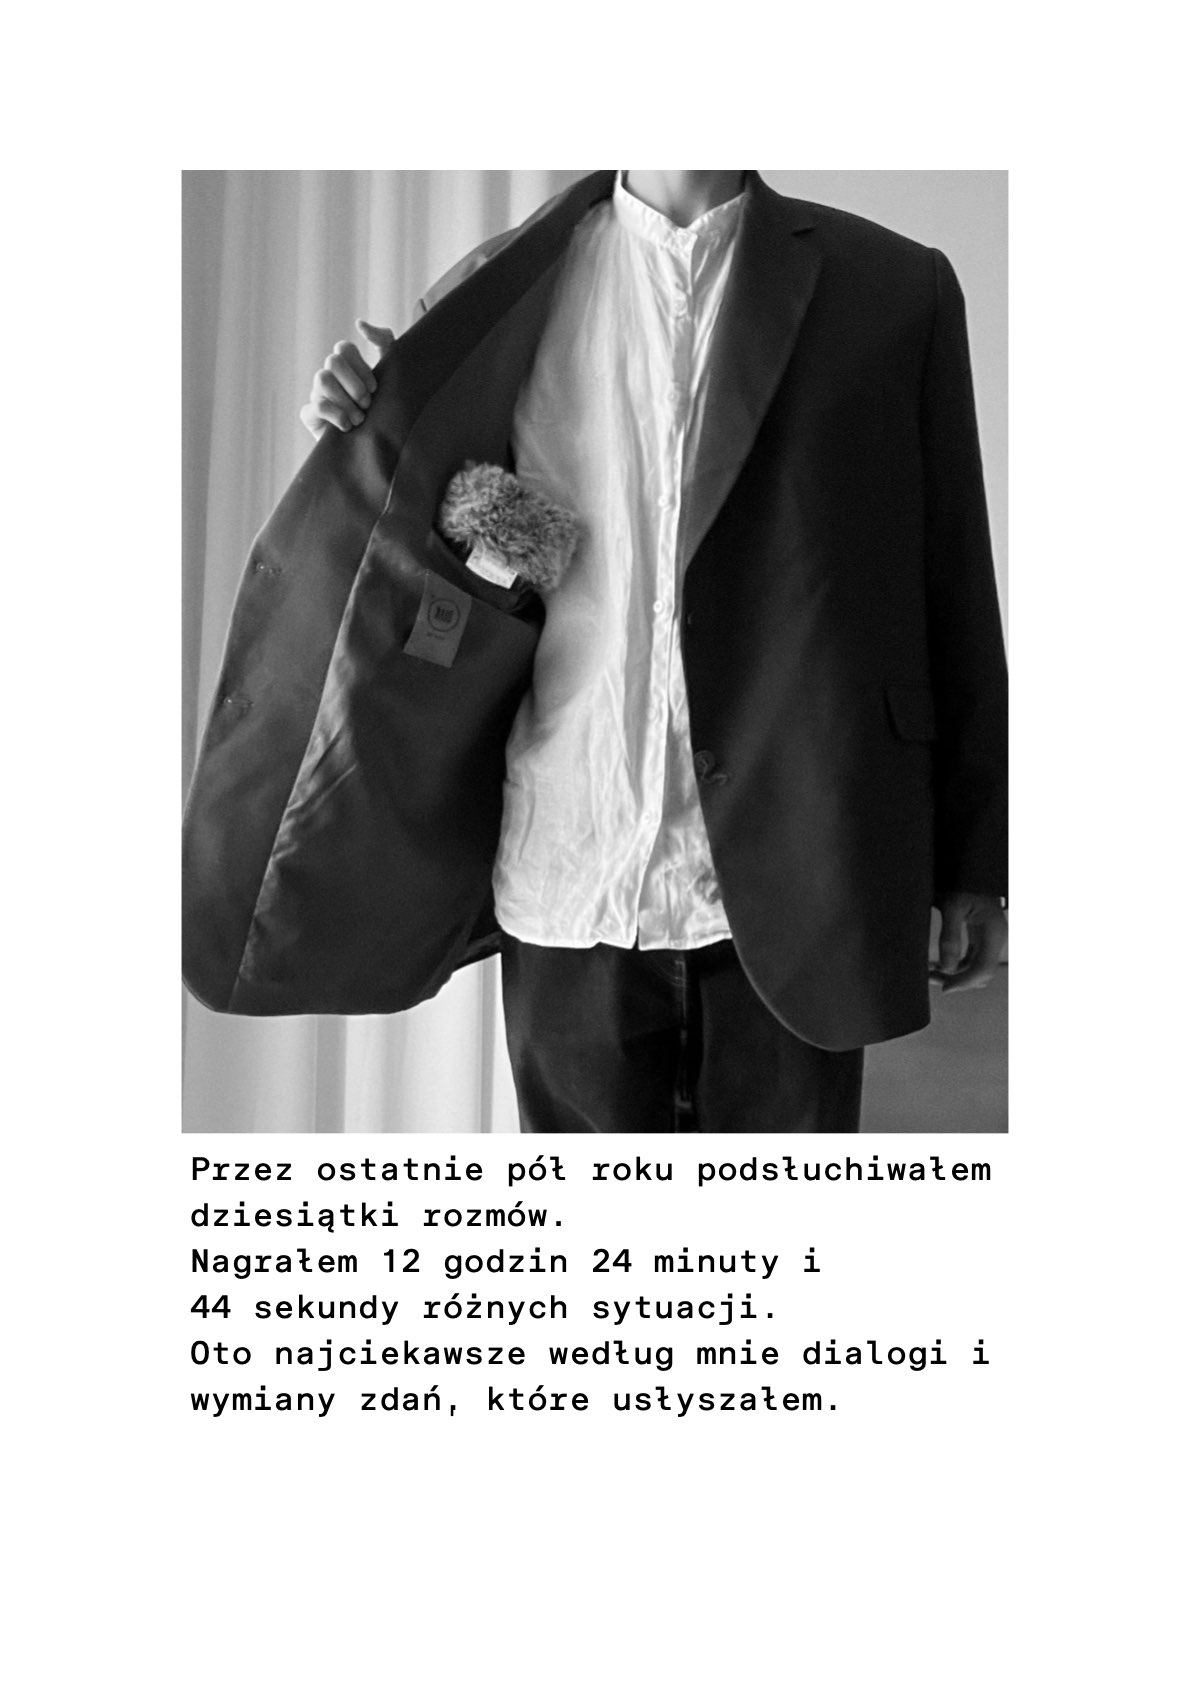 Przez ostatnie pół roku podsłuchiwałem
dziesiątki rozmów.
Nagrałem 12 godzin 24 minuty i
44 sekundy różnych sytuacji.
Oto najciekawsze według mnie dialogi i
wymiany zdań, które usłyszałem.